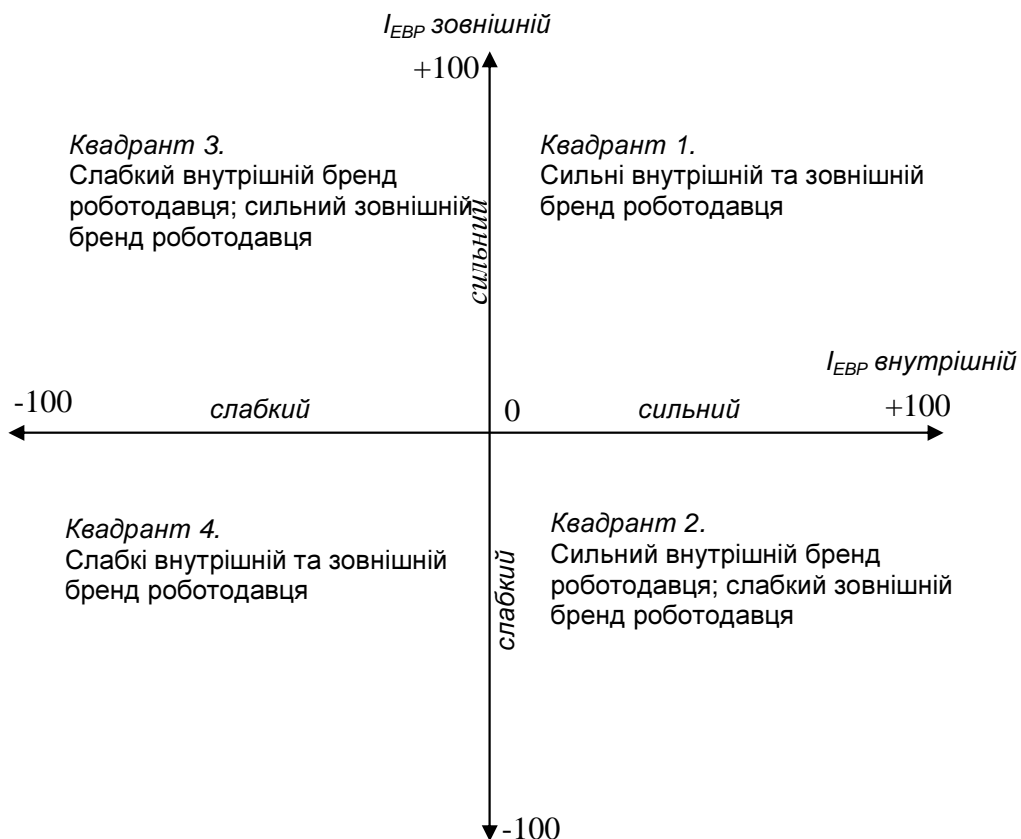 I_EBP зовнішній
+100
Квадрант 3.
Слабкий внутрішній бренд
роботодавця; сильний зовнішній
бренд роботодавця
Квадрант 1.
Сильні внутрішній та зовнішній
бренд роботодавця
сильний
I_EBP внутрішній
-100
слабкий
0
сильний
+100
Квадрант 4.
Слабкі внутрішній та зовнішній
бренд роботодавця
слабкий
Квадрант 2.
Сильний внутрішній бренд
роботодавця; слабкий зовнішній
бренд роботодавця
-100